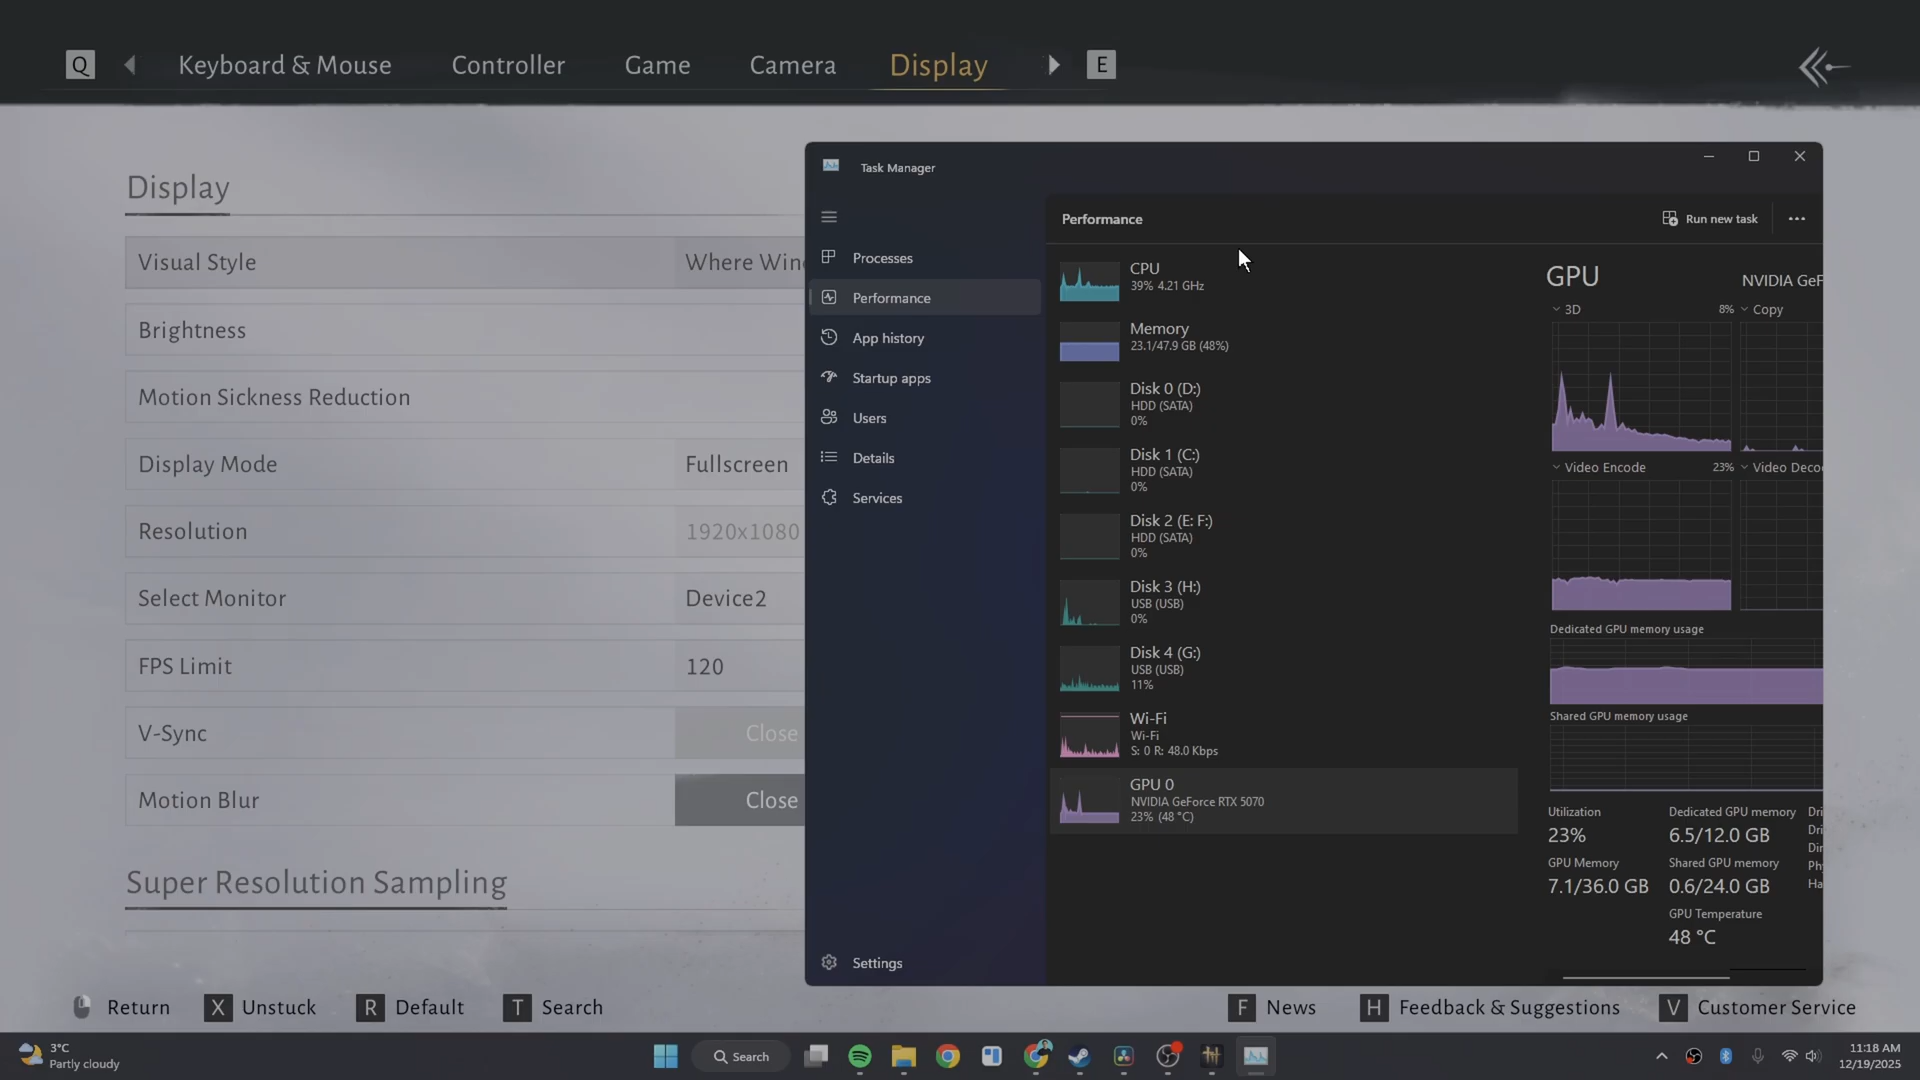 Q
Keyboard & Mouse
Controller
Game
Camera
Display
E
Display
Visual Style
Where Win
Brightness
Motion Sickness Reduction
Display Mode
Fullscreen
Resolution
1920x1080
Select Monitor
Device2
FPS Limit
120
V-Sync
Close
Motion Blur
Close
Super Resolution Sampling
Task Manager
Processes
Performance
App history
Startup apps
Users
Details
Services
Settings
Performance
Run new task
CPU
39% 4.21 GHz
Memory
23.1/47.9 GB (48%)
Disk 0 (D:)
HDD (SATA)
0%
Disk 1 (C:)
HDD (SATA)
0%
Disk 2 (E: F:)
HDD (SATA)
0%
Disk 3 (H:)
USB (USB)
0%
Disk 4 (G:)
USB (USB)
11%
Wi-Fi
Wi-Fi
S: 0 R: 48.0 Kbps
GPU 0
NVIDIA GeForce RTX 5070
23% (48 °C)
GPU
NVIDIA GeF
3D
8%
Copy
Video Encode
23%
Video Deco
Dedicated GPU memory usage
Shared GPU memory usage
Utilization
23%
Dedicated GPU memory
6.5/12.0 GB
Dri
Dri
Dir
Phy
Ha
GPU Memory
7.1/36.0 GB
Shared GPU memory
0.6/24.0 GB
GPU Temperature
48 °C
Return
X Unstuck
R Default
T Search
F News
H Feedback & Suggestions
V Customer Service
3°C
Partly cloudy
Search
11:18 AM
12/19/2025